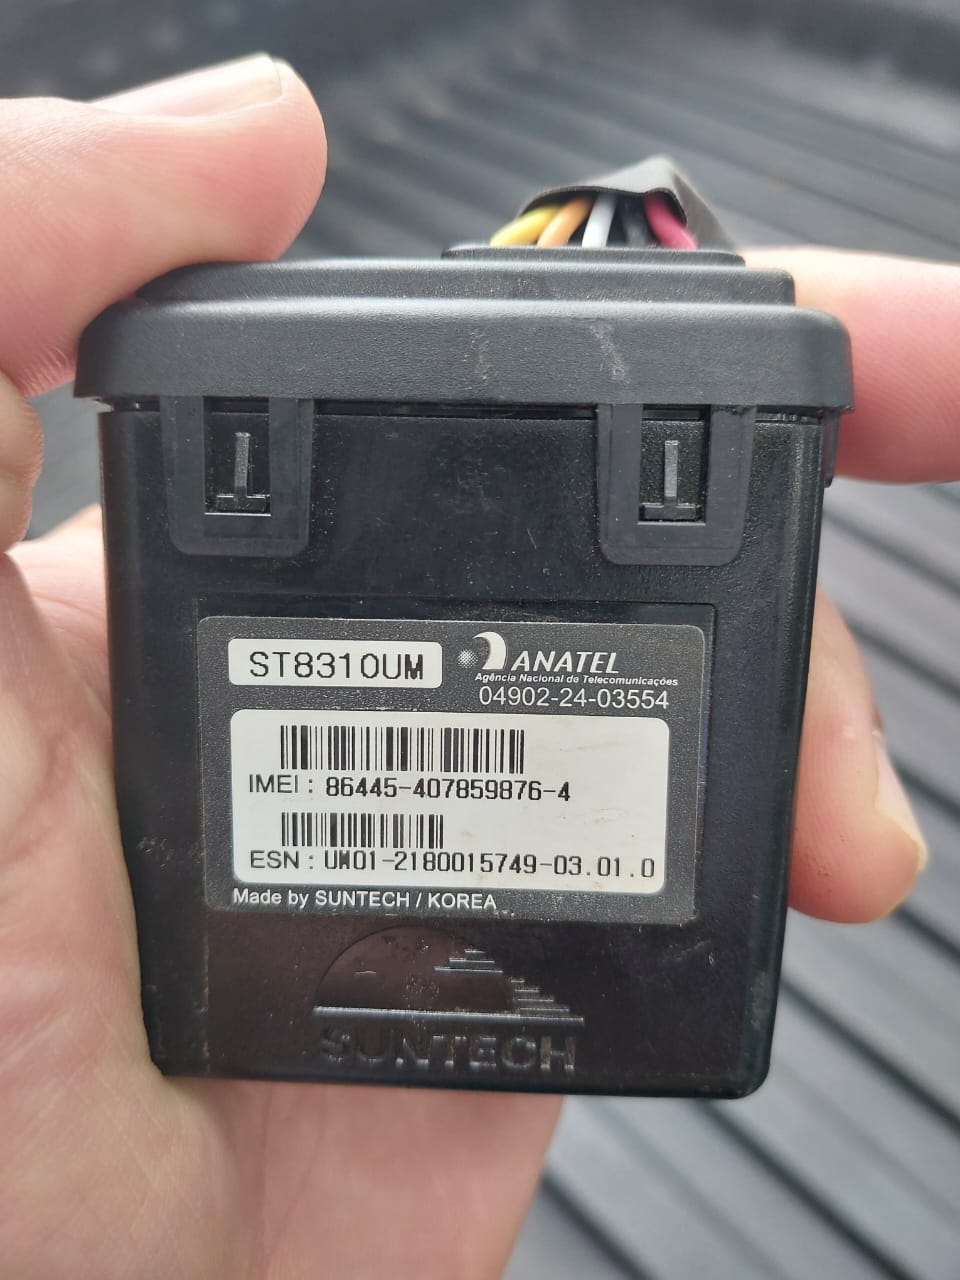 ST8310UM
ANATEL
Agência Nacional de Telecomunicações
04902-24-03554
IMEI : 86445-407859876-4
ESN : UM01-2180015749-03.01.0
Made by SUNTECH / KOREA
SUNTECH